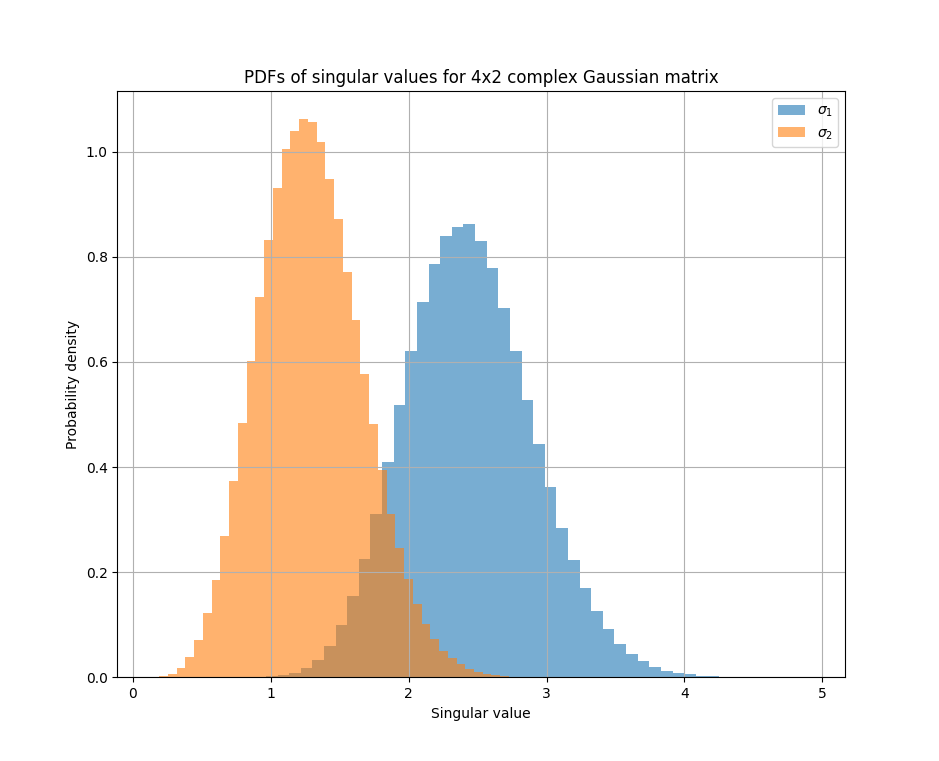 PDFs of singular values for 4x2 complex Gaussian matrix
σ₁
σ₂
Probability density
1.0
0.8
0.6
0.4
0.2
0.0
0 1 2 3 4 5
Singular value